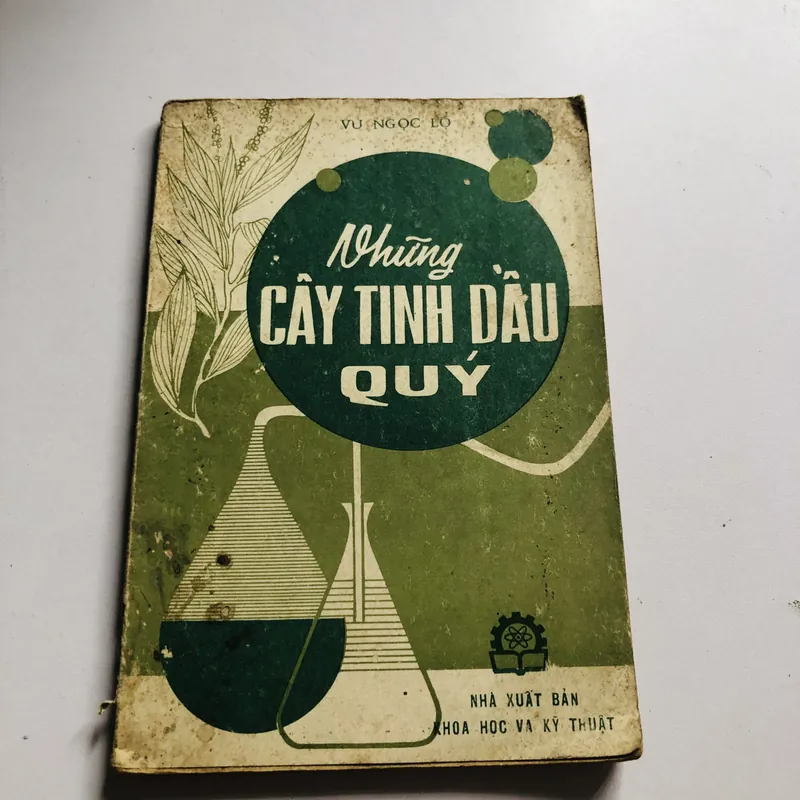 VŨ NGỌC LỘ
Những
CÂY TINH DẦU
QUÝ
NHÀ XUẤT BẢN
KHOA HỌC VÀ KỸ THUẬT